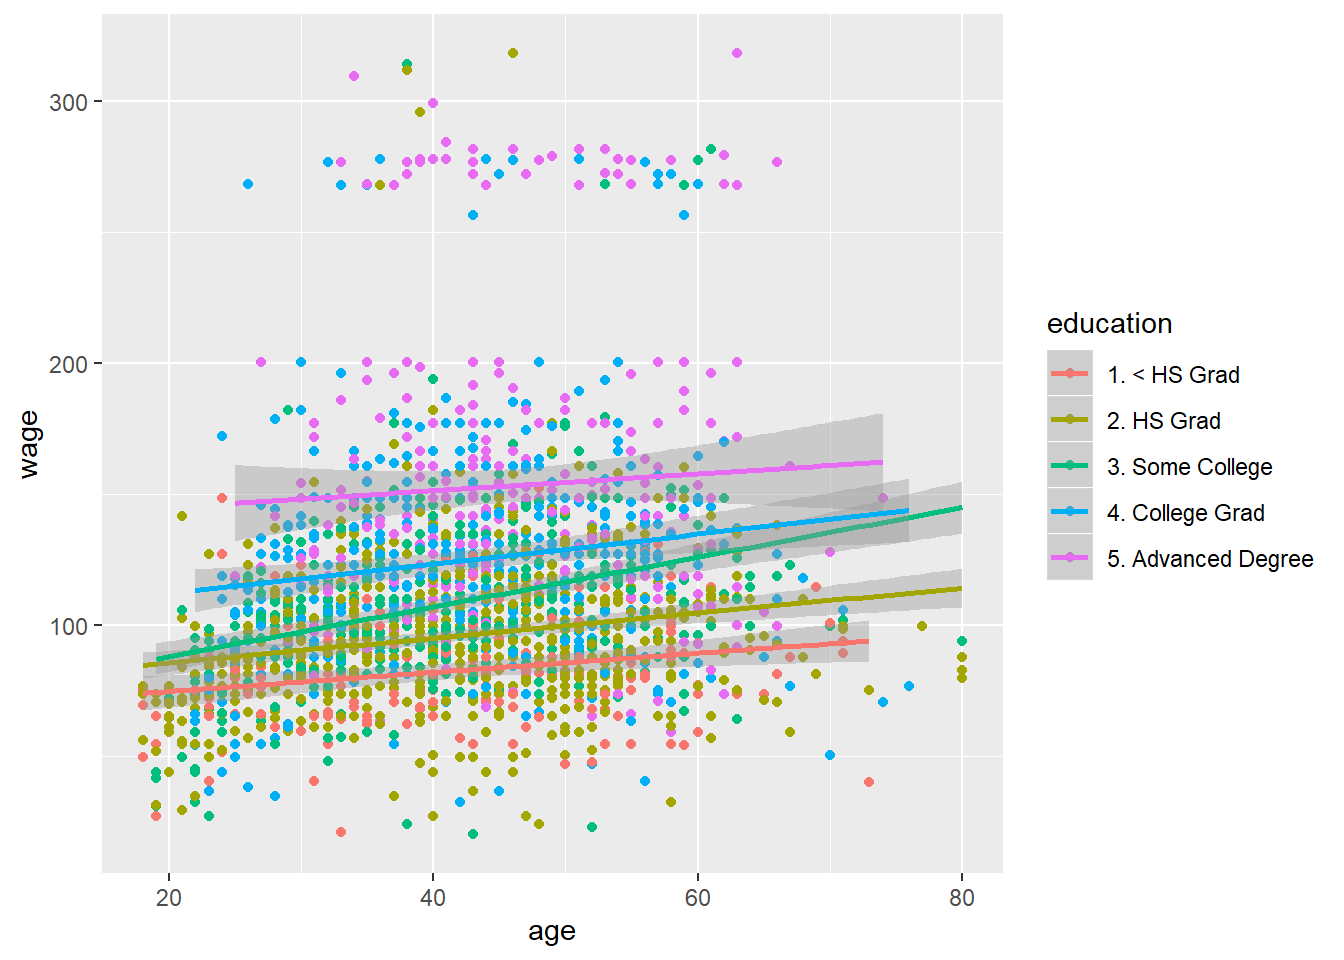 300
200
100
wage
20
40
60
80
age
education
1. < HS Grad
2. HS Grad
3. Some College
4. College Grad
5. Advanced Degree